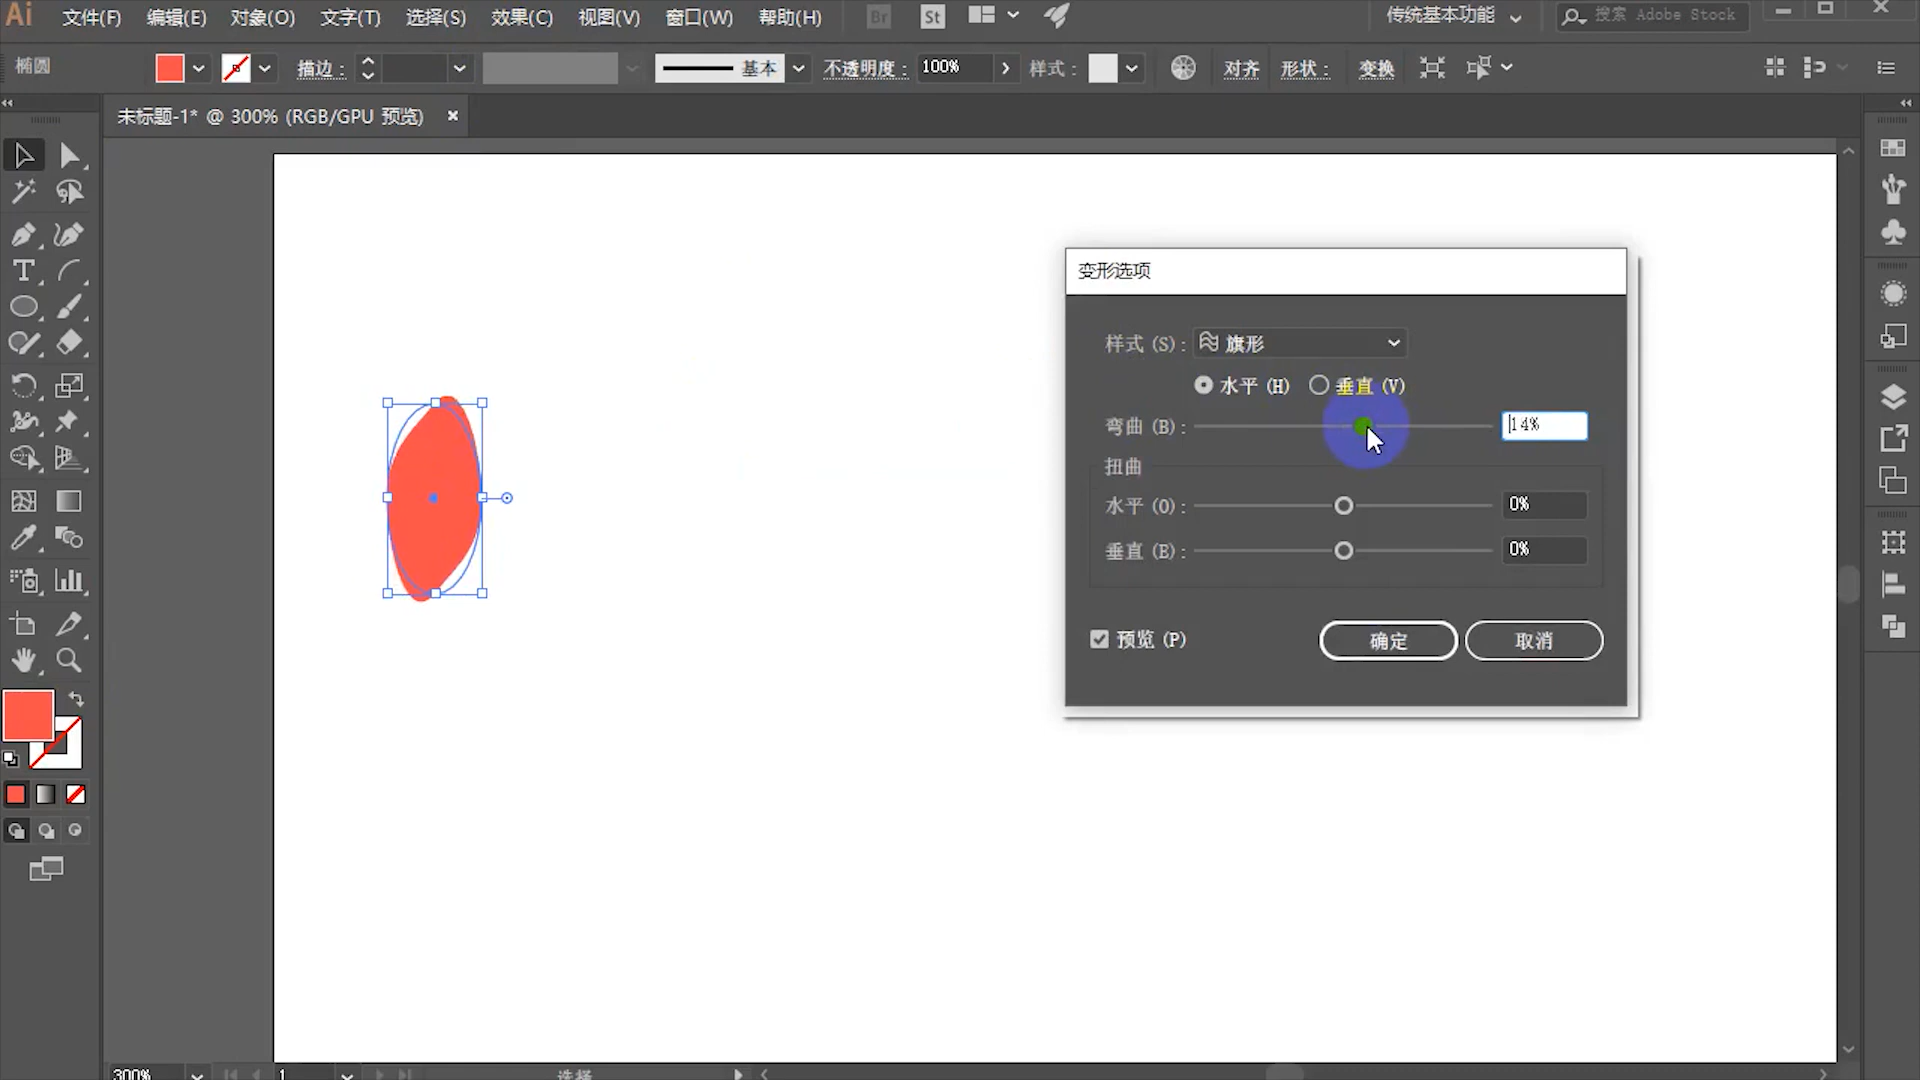 Ai 文件(F) 编辑(E) 对象(O) 文字(T) 选择(S) 效果(C) 视图(V) 窗口(W) 帮助(H) Br St 传统基本功能 搜索 Adobe Stock
椭圆 描边： 基本 不透明度： 100% 样式： 对齐 形状： 变换
未标题-1* @ 300% (RGB/GPU 预览) ×
变形选项
样式 (S)： 旗形
水平 (H) 垂直 (V)
弯曲 (B)： 14%
扭曲
水平 (O)： 0%
垂直 (E)： 0%
预览 (P) 确定 取消
300% 1 选择